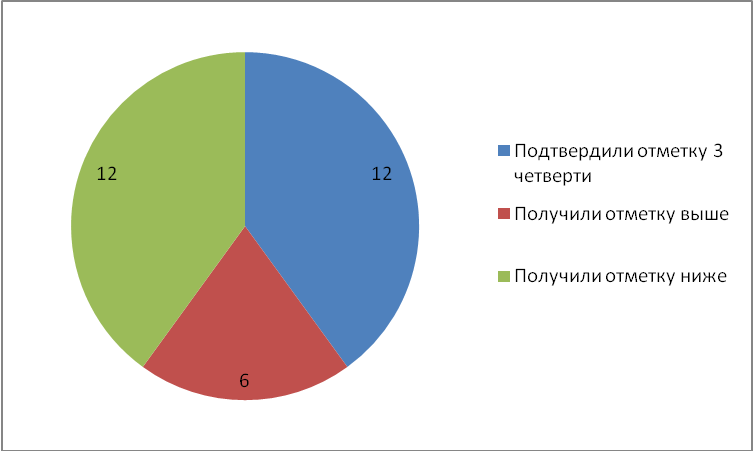 12
12
6
Подтвердили отметку 3
четверти
Получили отметку выше
Получили отметку ниже